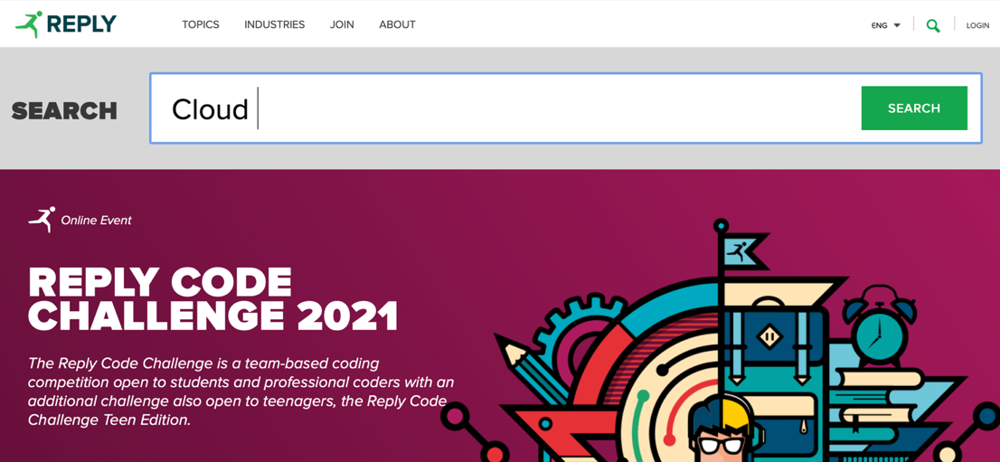 REPLY
TOPICS INDUSTRIES JOIN ABOUT ENG LOGIN
SEARCH Cloud SEARCH
Online Event
REPLY CODE
CHALLENGE 2021
The Reply Code Challenge is a team-based coding
competition open to students and professional coders with an
additional challenge also open to teenagers, the Reply Code
Challenge Teen Edition.